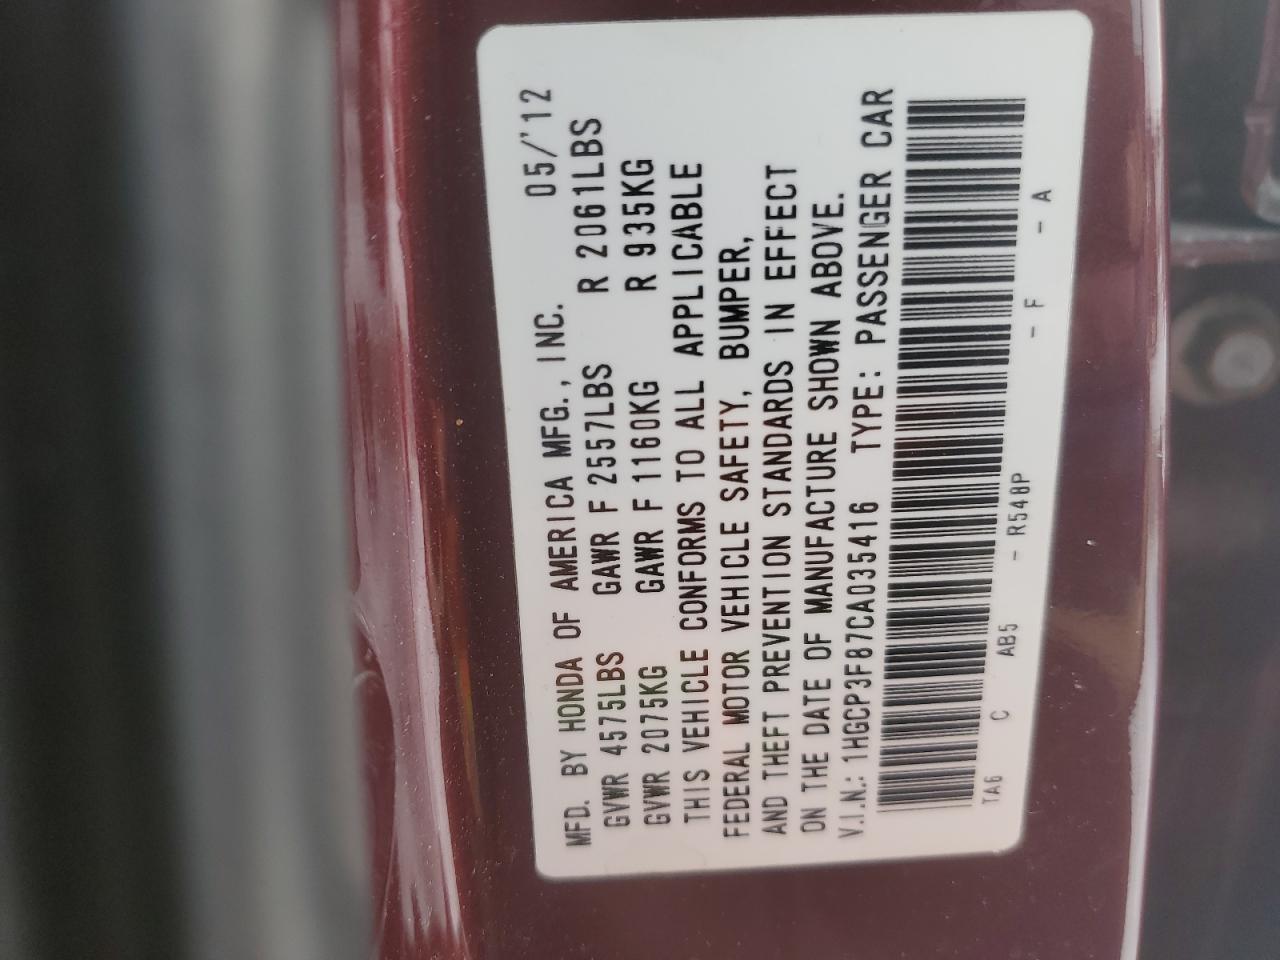 MFD. BY HONDA OF AMERICA MFG., INC. 05/'12
GVWR 4575LBS GAWR F 2557LBS R 2061LBS
GVWR 2075KG GAWR F 1160KG R 935KG
THIS VEHICLE CONFORMS TO ALL APPLICABLE
FEDERAL MOTOR VEHICLE SAFETY, BUMPER,
AND THEFT PREVENTION STANDARDS IN EFFECT
ON THE DATE OF MANUFACTURE SHOWN ABOVE.
V.I.N.: 1HGCP3F87CA035416 TYPE: PASSENGER CAR
TA6 C AB5 - R548P - F - A